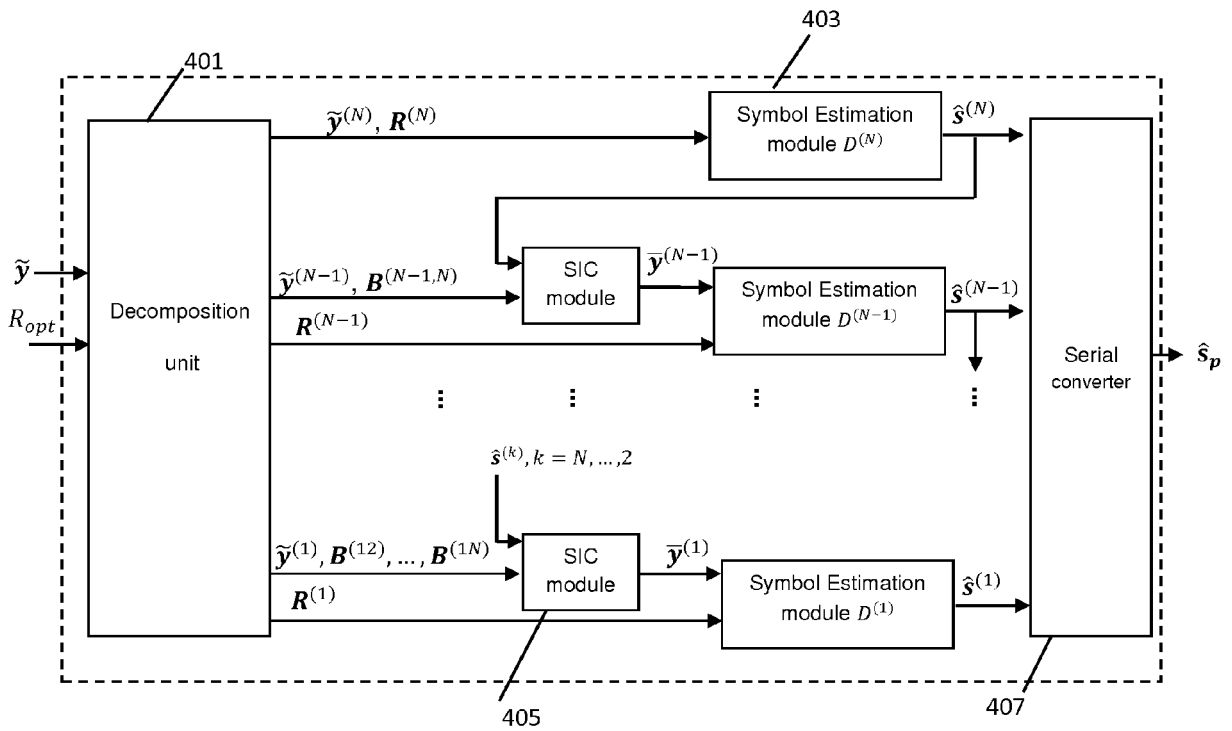 403
401
ỹ⁽ᴺ⁾, R⁽ᴺ⁾
Symbol Estimation
module D⁽ᴺ⁾
ŝ⁽ᴺ⁾
ỹ
R_opt
Decomposition
unit
ỹ⁽ᴺ⁻¹⁾, B⁽ᴺ⁻¹,ᴺ⁾
R⁽ᴺ⁻¹⁾
SIC
module
ȳ⁽ᴺ⁻¹⁾
Symbol Estimation
module D⁽ᴺ⁻¹⁾
ŝ⁽ᴺ⁻¹⁾
Serial
converter
ŝ_p
⋮ ⋮ ⋮ ⋮
ŝ⁽ᵏ⁾, k = N, … ,2
ỹ⁽¹⁾, B⁽¹²⁾, … , B⁽¹ᴺ⁾
R⁽¹⁾
SIC
module
ȳ⁽¹⁾
Symbol Estimation
module D⁽¹⁾
ŝ⁽¹⁾
405
407